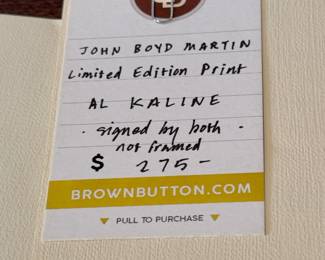 JOHN BOYD MARTIN
Limited Edition Print
AL KALINE
· signed by both ·
not framed
$ 275-
BROWNBUTTON.COM
PULL TO PURCHASE